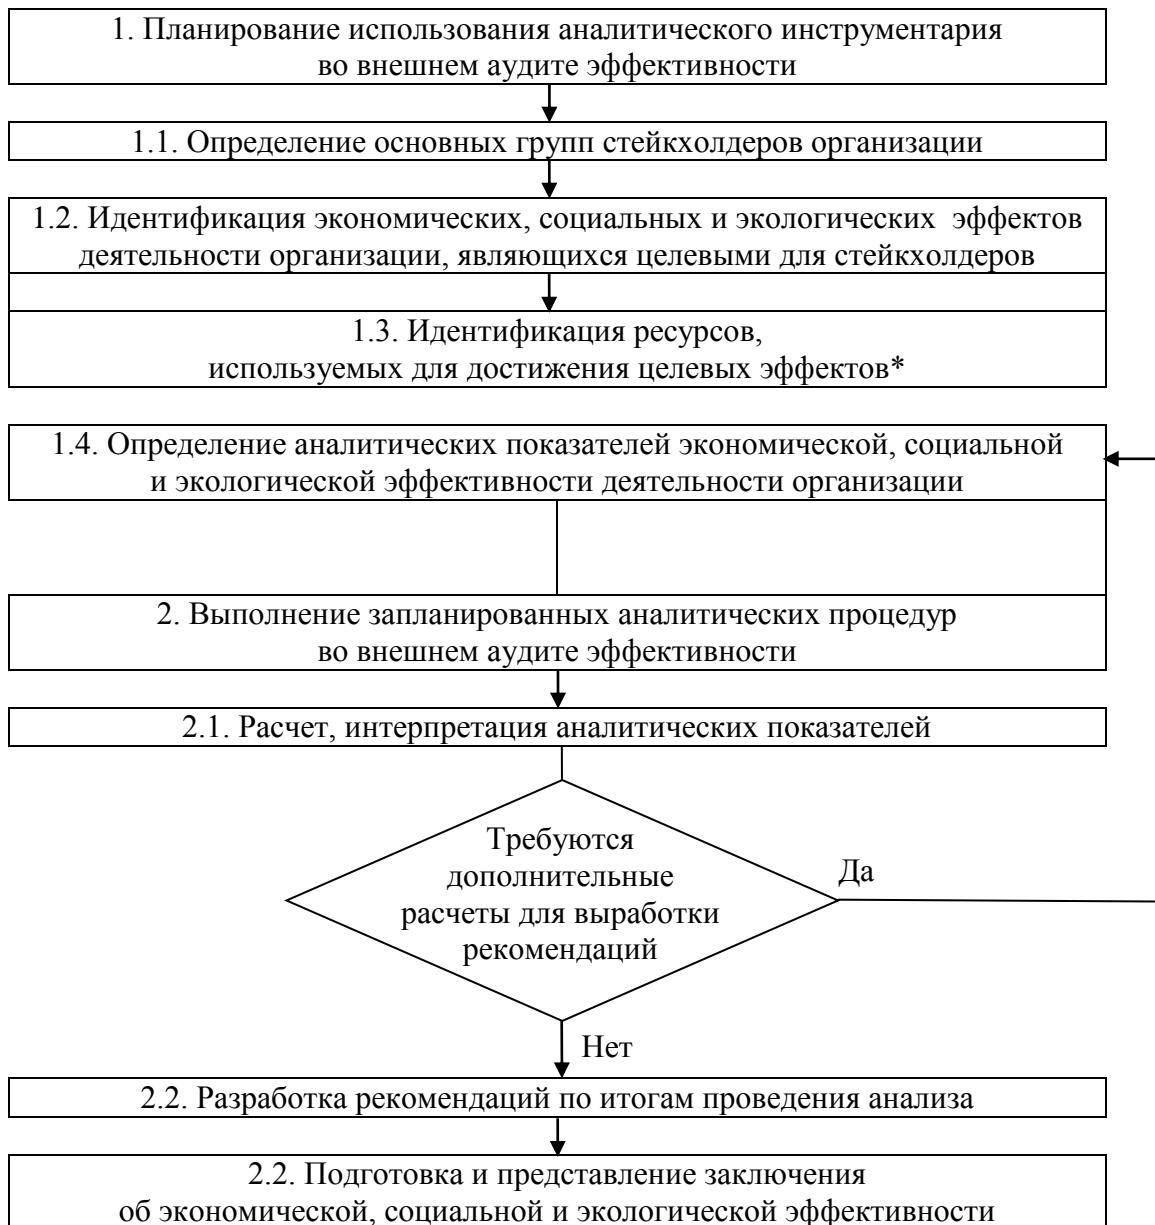 1. Планирование использования аналитического инструментария
во внешнем аудите эффективности
1.1. Определение основных групп стейкхолдеров организации
1.2. Идентификация экономических, социальных и экологических эффектов
деятельности организации, являющихся целевыми для стейкхолдеров
1.3. Идентификация ресурсов,
используемых для достижения целевых эффектов*
1.4. Определение аналитических показателей экономической, социальной
и экологической эффективности деятельности организации
2. Выполнение запланированных аналитических процедур
во внешнем аудите эффективности
2.1. Расчет, интерпретация аналитических показателей
Требуются
дополнительные
расчеты для выработки
рекомендаций
Да
Нет
2.2. Разработка рекомендаций по итогам проведения анализа
2.2. Подготовка и представление заключения
об экономической, социальной и экологической эффективности